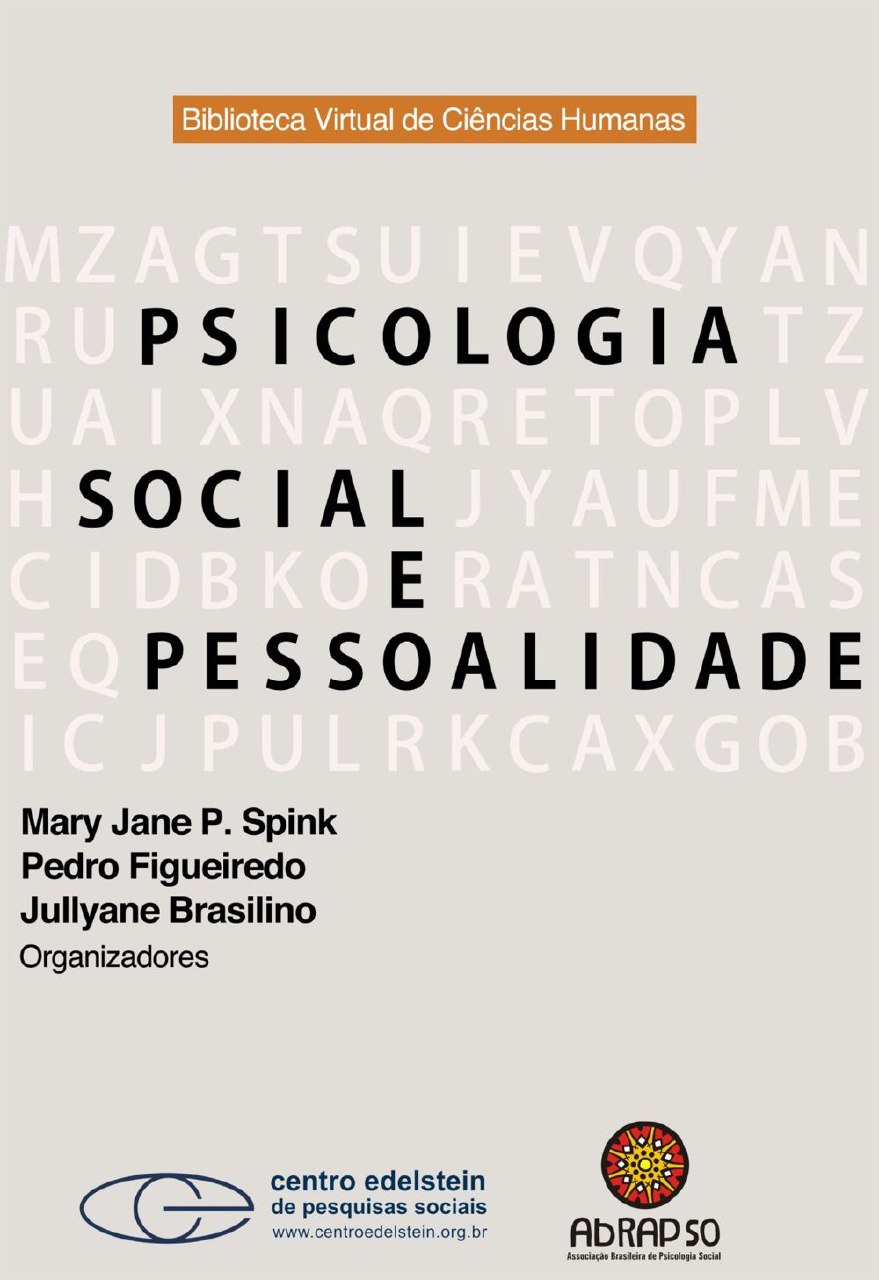 Biblioteca Virtual de Ciências Humanas
MZAGTSUIEVQYAN
RUPSICOLOGIATZ
UAIXNAQRETOPLV
HSOCIALJYAUFME
CIDBKOERATNCAS
EQPESSOALIDADE
ICJPULRKCAXGOB
Mary Jane P. Spink
Pedro Figueiredo
Jullyane Brasilino
Organizadores
centro edelstein
de pesquisas sociais
www.centroedelstein.org.br
AbRAPSO
Associação Brasileira de Psicologia Social